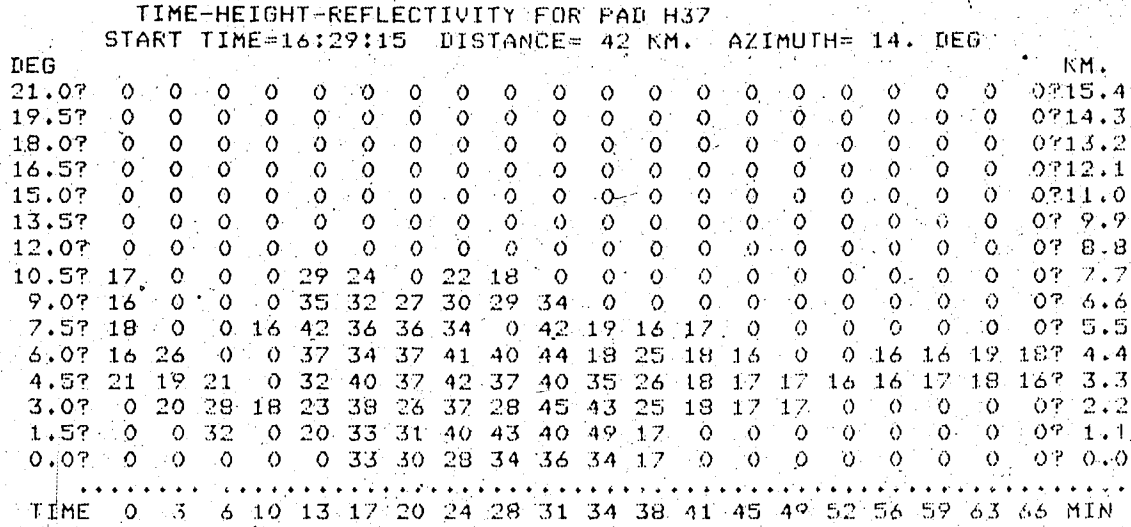 TIME-HEIGHT-REFLECTIVITY FOR PAD H37
START TIME=16:29:15 DISTANCE= 42 KM. AZIMUTH= 14. DEG
DEG KM.
21.0? 0 0 0 0 0 0 0 0 0 0 0 0 0 0 0 0 0 0 0 0?15.4
19.5? 0 0 0 0 0 0 0 0 0 0 0 0 0 0 0 0 0 0 0 0?14.3
18.0? 0 0 0 0 0 0 0 0 0 0 0 0 0 0 0 0 0 0 0 0?13.2
16.5? 0 0 0 0 0 0 0 0 0 0 0 0 0 0 0 0 0 0 0 0?12.1
15.0? 0 0 0 0 0 0 0 0 0 0 0 0 0 0 0 0 0 0 0 0?11.0
13.5? 0 0 0 0 0 0 0 0 0 0 0 0 0 0 0 0 0 0 0 0? 9.9
12.0? 0 0 0 0 0 0 0 0 0 0 0 0 0 0 0 0 0 0 0 0? 8.8
10.5? 17 0 0 0 29 24 0 22 18 0 0 0 0 0 0 0 0 0 0 0? 7.7
9.0? 16 0 0 0 35 32 27 30 29 34 0 0 0 0 0 0 0 0 0 0? 6.6
7.5? 18 0 0 16 42 36 36 34 0 42 19 16 17 0 0 0 0 0 0 0? 5.5
6.0? 16 26 0 0 37 34 37 41 40 44 18 25 18 16 0 0 16 16 19 18? 4.4
4.5? 21 19 21 0 32 40 37 42 37 40 35 26 18 17 17 16 16 17 18 16? 3.3
3.0? 0 20 28 18 23 38 26 37 28 45 43 25 18 17 17 0 0 0 0 0? 2.2
1.5? 0 0 32 0 20 33 31 40 43 40 49 17 0 0 0 0 0 0 0 0? 1.1
0.0? 0 0 0 0 0 33 30 28 34 36 34 17 0 0 0 0 0 0 0 0? 0.0
TIME 0 3 6 10 13 17 20 24 28 31 34 38 41 45 49 52 56 59 63 66 MIN